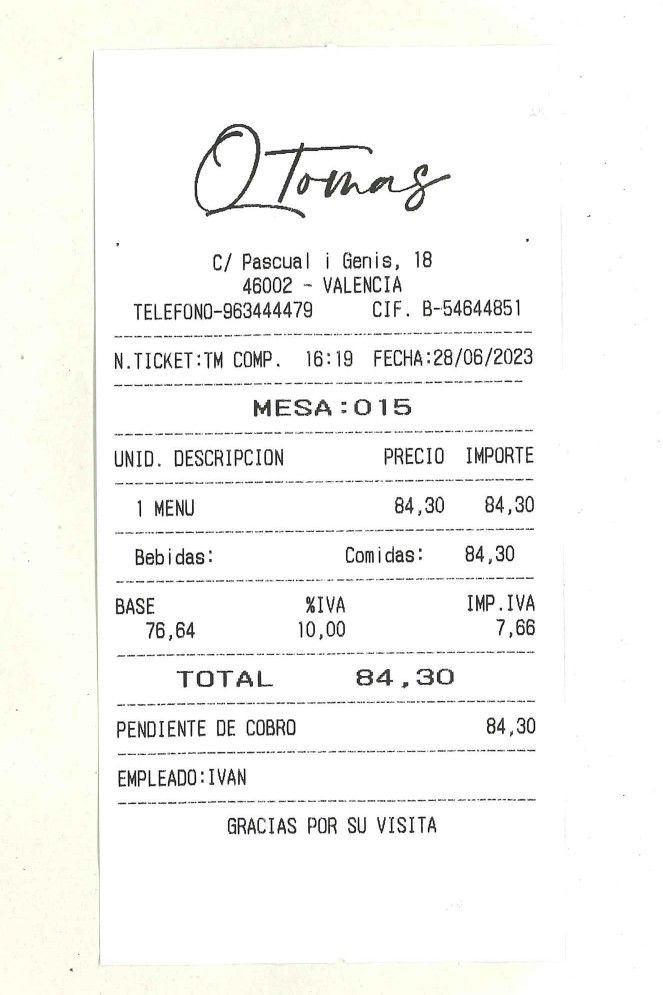 QTomas
C/ Pascual i Genis, 18
46002 - VALENCIA
TELEFONO-963444479 CIF. B-54644851
N.TICKET:TM COMP. 16:19 FECHA:28/06/2023
MESA:015
UNID. DESCRIPCION PRECIO IMPORTE
1 MENU 84,30 84,30
Bebidas: Comidas: 84,30
BASE %IVA IMP.IVA
76,64 10,00 7,66
TOTAL 84,30
PENDIENTE DE COBRO 84,30
EMPLEADO:IVAN
GRACIAS POR SU VISITA